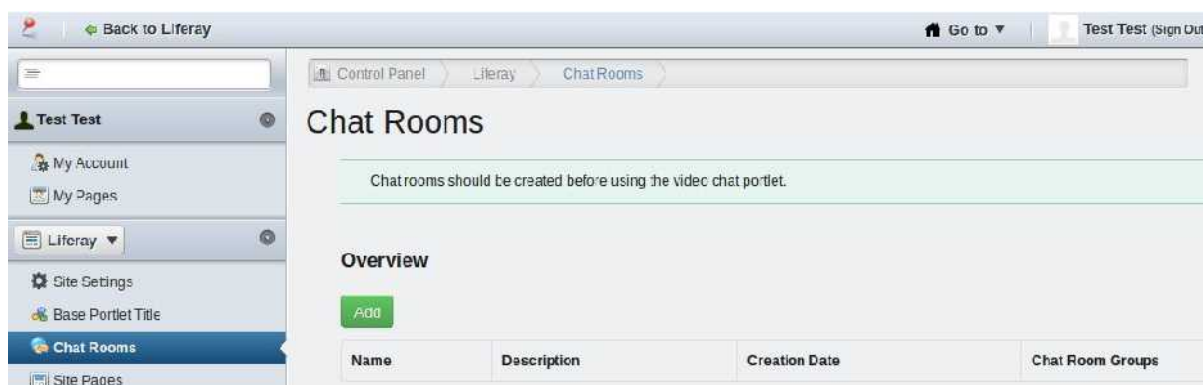 Back to Liferay
Go to
Test Test (Sign Out
Control Panel
Liferay
Chat Rooms
Test Test
Chat Rooms
My Account
Chat rooms should be created before using the video chat portlet.
My Pages
Liferay
Overview
Site Settings
Base Portlet Title
Add
Chat Rooms
Name Description Creation Date Chat Room Groups
Site Pages